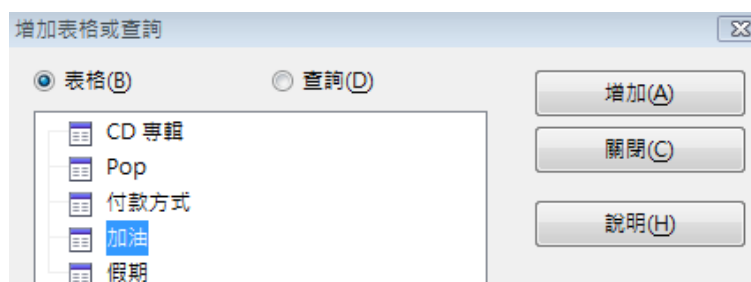 增加表格或查詢
表格(B) 查詢(D)
增加(A)
CD 專輯
關閉(C)
Pop
付款方式
說明(H)
加油
假期